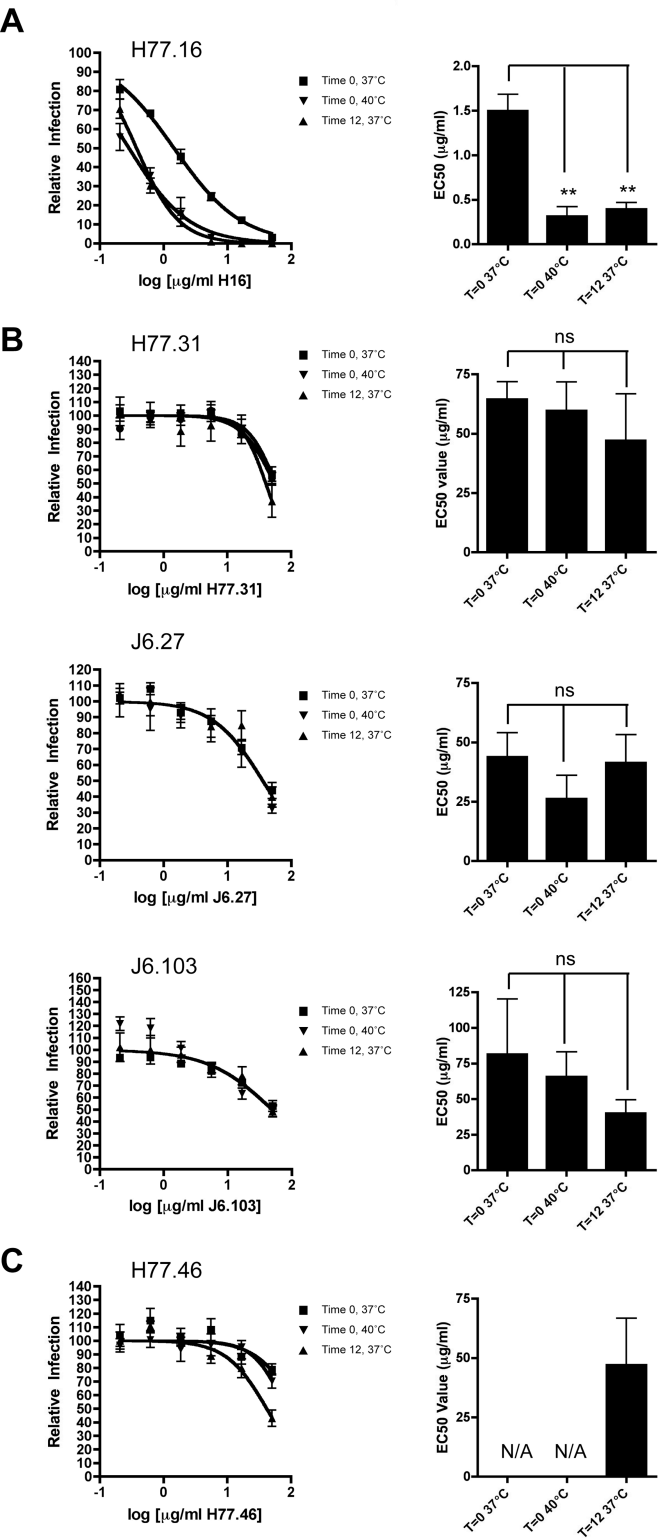 A
H77.16
Relative Infection
100
90
80
70
60
50
40
30
20
10
0
-1 0 1 2
log [μg/ml H16]
Time 0, 37˚C
Time 0, 40˚C
Time 12, 37˚C
EC50 (μg/ml)
2.0
1.5
1.0
0.5
0.0
** **
T=0 37°C
T=0 40°C
T=12 37°C
B
H77.31
Relative Infection
140
130
120
110
100
90
80
70
60
50
40
30
20
10
0
-1 0 1 2
log [μg/ml H77.31]
Time 0, 37˚C
Time 0, 40˚C
Time 12, 37˚C
EC50 value (μg/ml)
75
50
25
0
ns
T=0 37°C
T=0 40°C
T=12 37°C
J6.27
Relative Infection
120
110
100
90
80
70
60
50
40
30
20
10
0
-1 0 1 2
log [μg/ml J6.27]
Time 0, 37˚C
Time 0, 40˚C
Time 12, 37˚C
EC50 (μg/ml)
75
50
25
0
ns
T=0 37°C
T=0 40°C
T=12 37°C
J6.103
Relative Infection
160
150
140
130
120
110
100
90
80
70
60
50
40
30
20
10
0
-1 0 1 2
log [μg/ml J6.103]
Time 0, 37˚C
Time 0, 40˚C
Time 12, 37˚C
EC50 (μg/ml)
125
100
75
50
25
0
ns
T=0 37°C
T=0 40°C
T=12 37°C
C
H77.46
Relative Infection
140
130
120
110
100
90
80
70
60
50
40
30
20
10
0
-1 0 1 2
log [μg/ml H77.46]
Time 0, 37˚C
Time 0, 40˚C
Time 12, 37˚C
EC50 Value (μg/ml)
75
50
25
0
N/A N/A
T=0 37°C
T=0 40°C
T=12 37°C